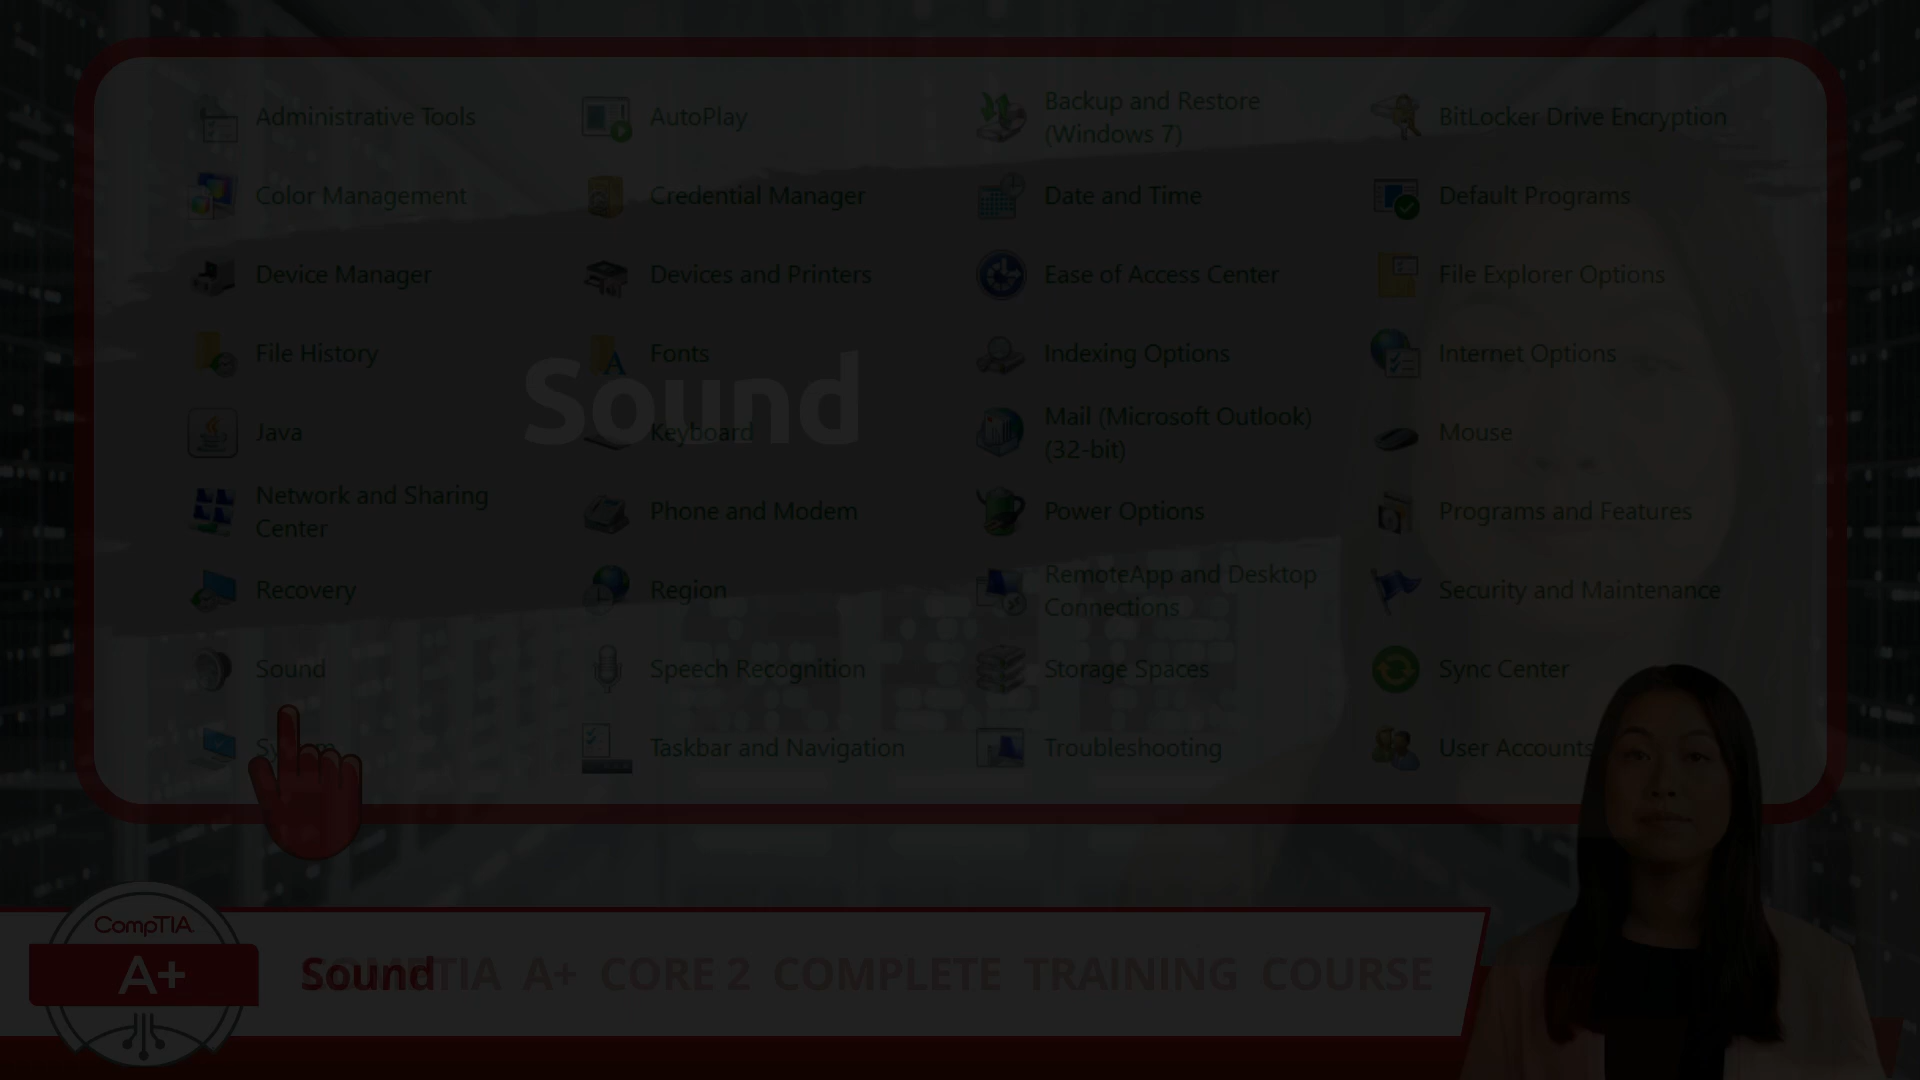 Administrative Tools
AutoPlay
Backup and Restore
(Windows 7)
BitLocker Drive Encryption
Color Management
Credential Manager
Date and Time
Default Programs
Device Manager
Devices and Printers
Ease of Access Center
File Explorer Options
File History
Fonts
Indexing Options
Internet Options
Sound
Java
Keyboard
Mail (Microsoft Outlook)
(32-bit)
Mouse
Network and Sharing
Center
Phone and Modem
Power Options
Programs and Features
Recovery
Region
RemoteApp and Desktop
Connections
Security and Maintenance
Sound
Speech Recognition
Storage Spaces
Sync Center
System
Taskbar and Navigation
Troubleshooting
User Accounts
CompTIA
A+
Sound
COMPTIA A+ CORE 2 COMPLETE TRAINING COURSE